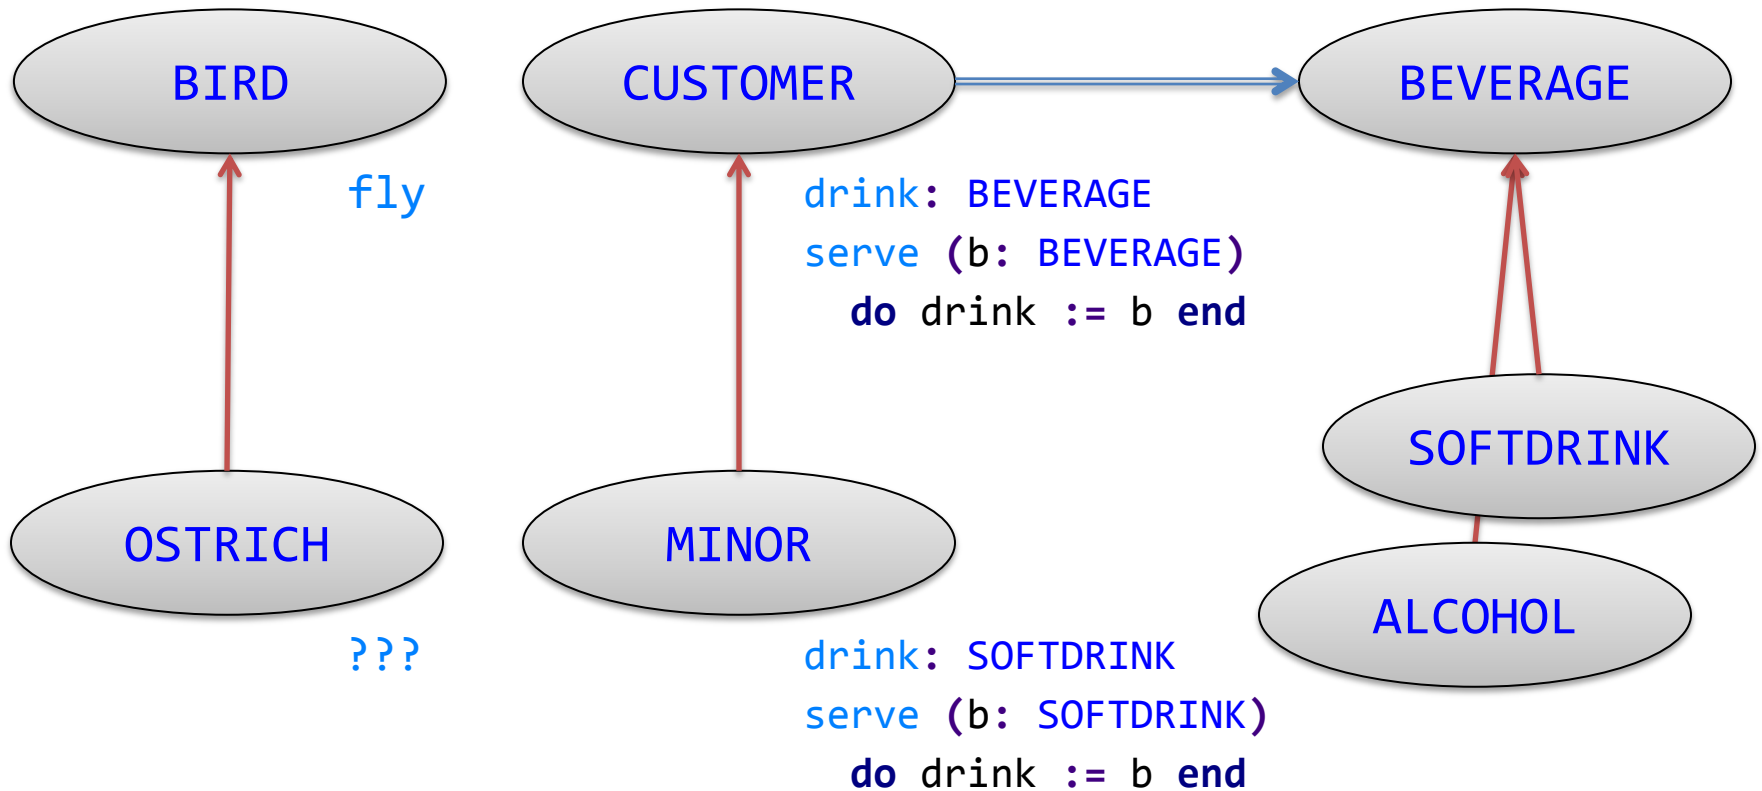 BIRD
CUSTOMER
BEVERAGE
fly
drink: BEVERAGE
serve (b: BEVERAGE)
do drink := b end
SOFTDRINK
OSTRICH
MINOR
ALCOHOL
???
drink: SOFTDRINK
serve (b: SOFTDRINK)
do drink := b end